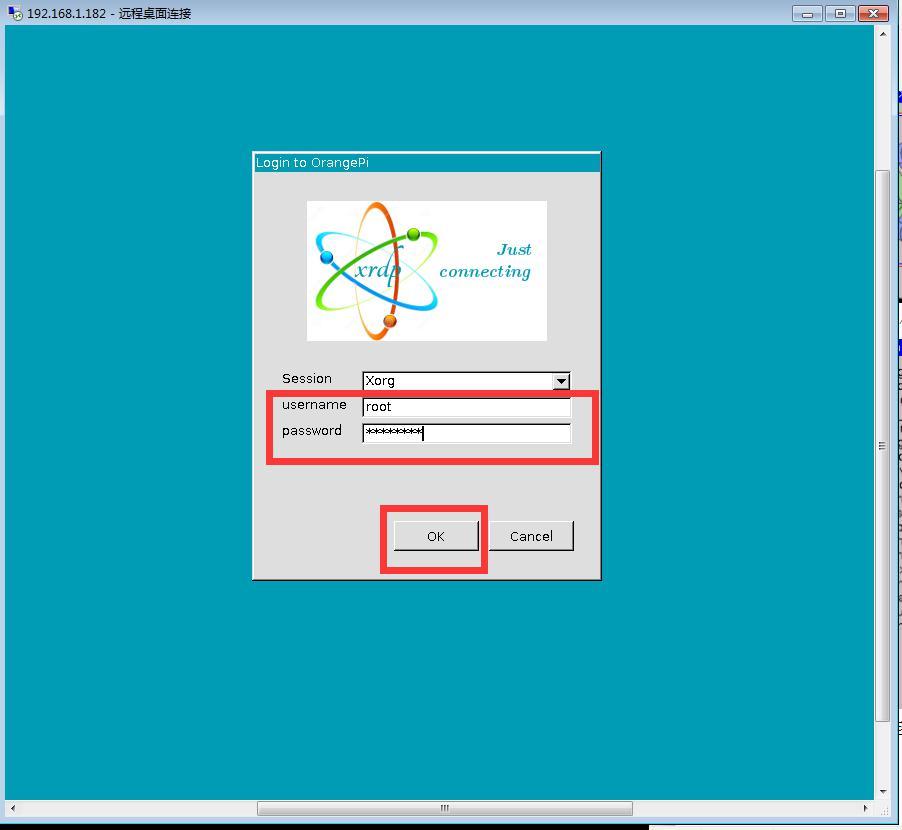 192.168.1.182 - 远程桌面连接
Login to OrangePi
Just
xrdp connecting
Session Xorg
username root
password ********
OK Cancel